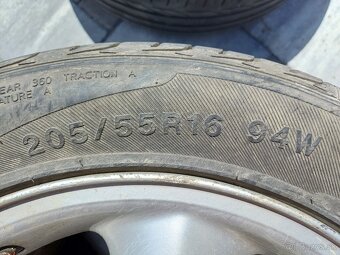 EAR 360 TRACTION A
ATURE A
205/55R16 94W